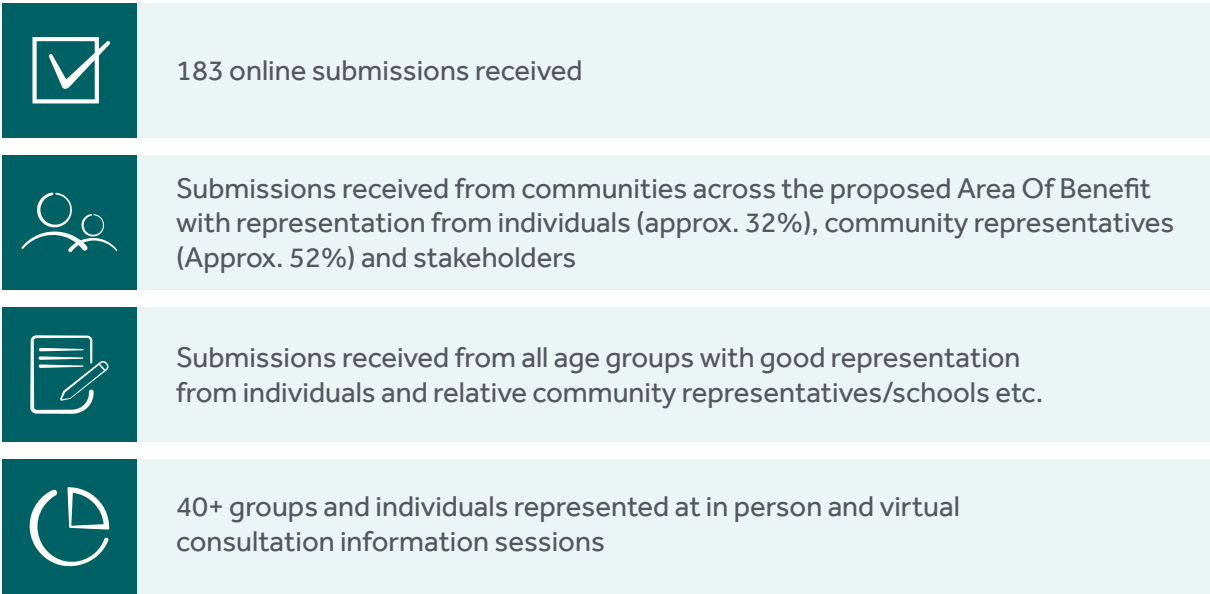 183 online submissions received
Submissions received from communities across the proposed Area Of Benefit
with representation from individuals (approx. 32%), community representatives
(Approx. 52%) and stakeholders
Submissions received from all age groups with good representation
from individuals and relative community representatives/schools etc.
40+ groups and individuals represented at in person and virtual
consultation information sessions